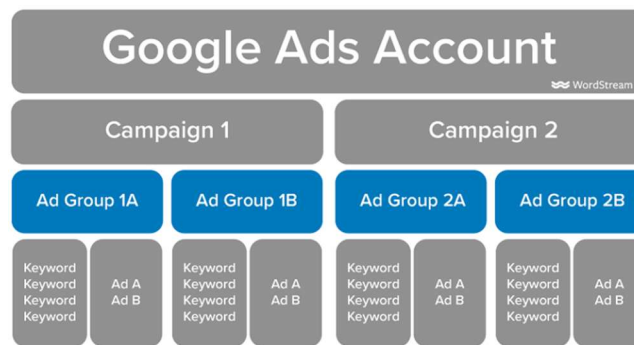 Google Ads Account
WordStream
Campaign 1
Campaign 2
Ad Group 1A
Ad Group 1B
Ad Group 2A
Ad Group 2B
Keyword
Keyword
Keyword
Keyword
Ad A
Ad B
Keyword
Keyword
Keyword
Keyword
Ad A
Ad B
Keyword
Keyword
Keyword
Keyword
Ad A
Ad B
Keyword
Keyword
Keyword
Keyword
Ad A
Ad B